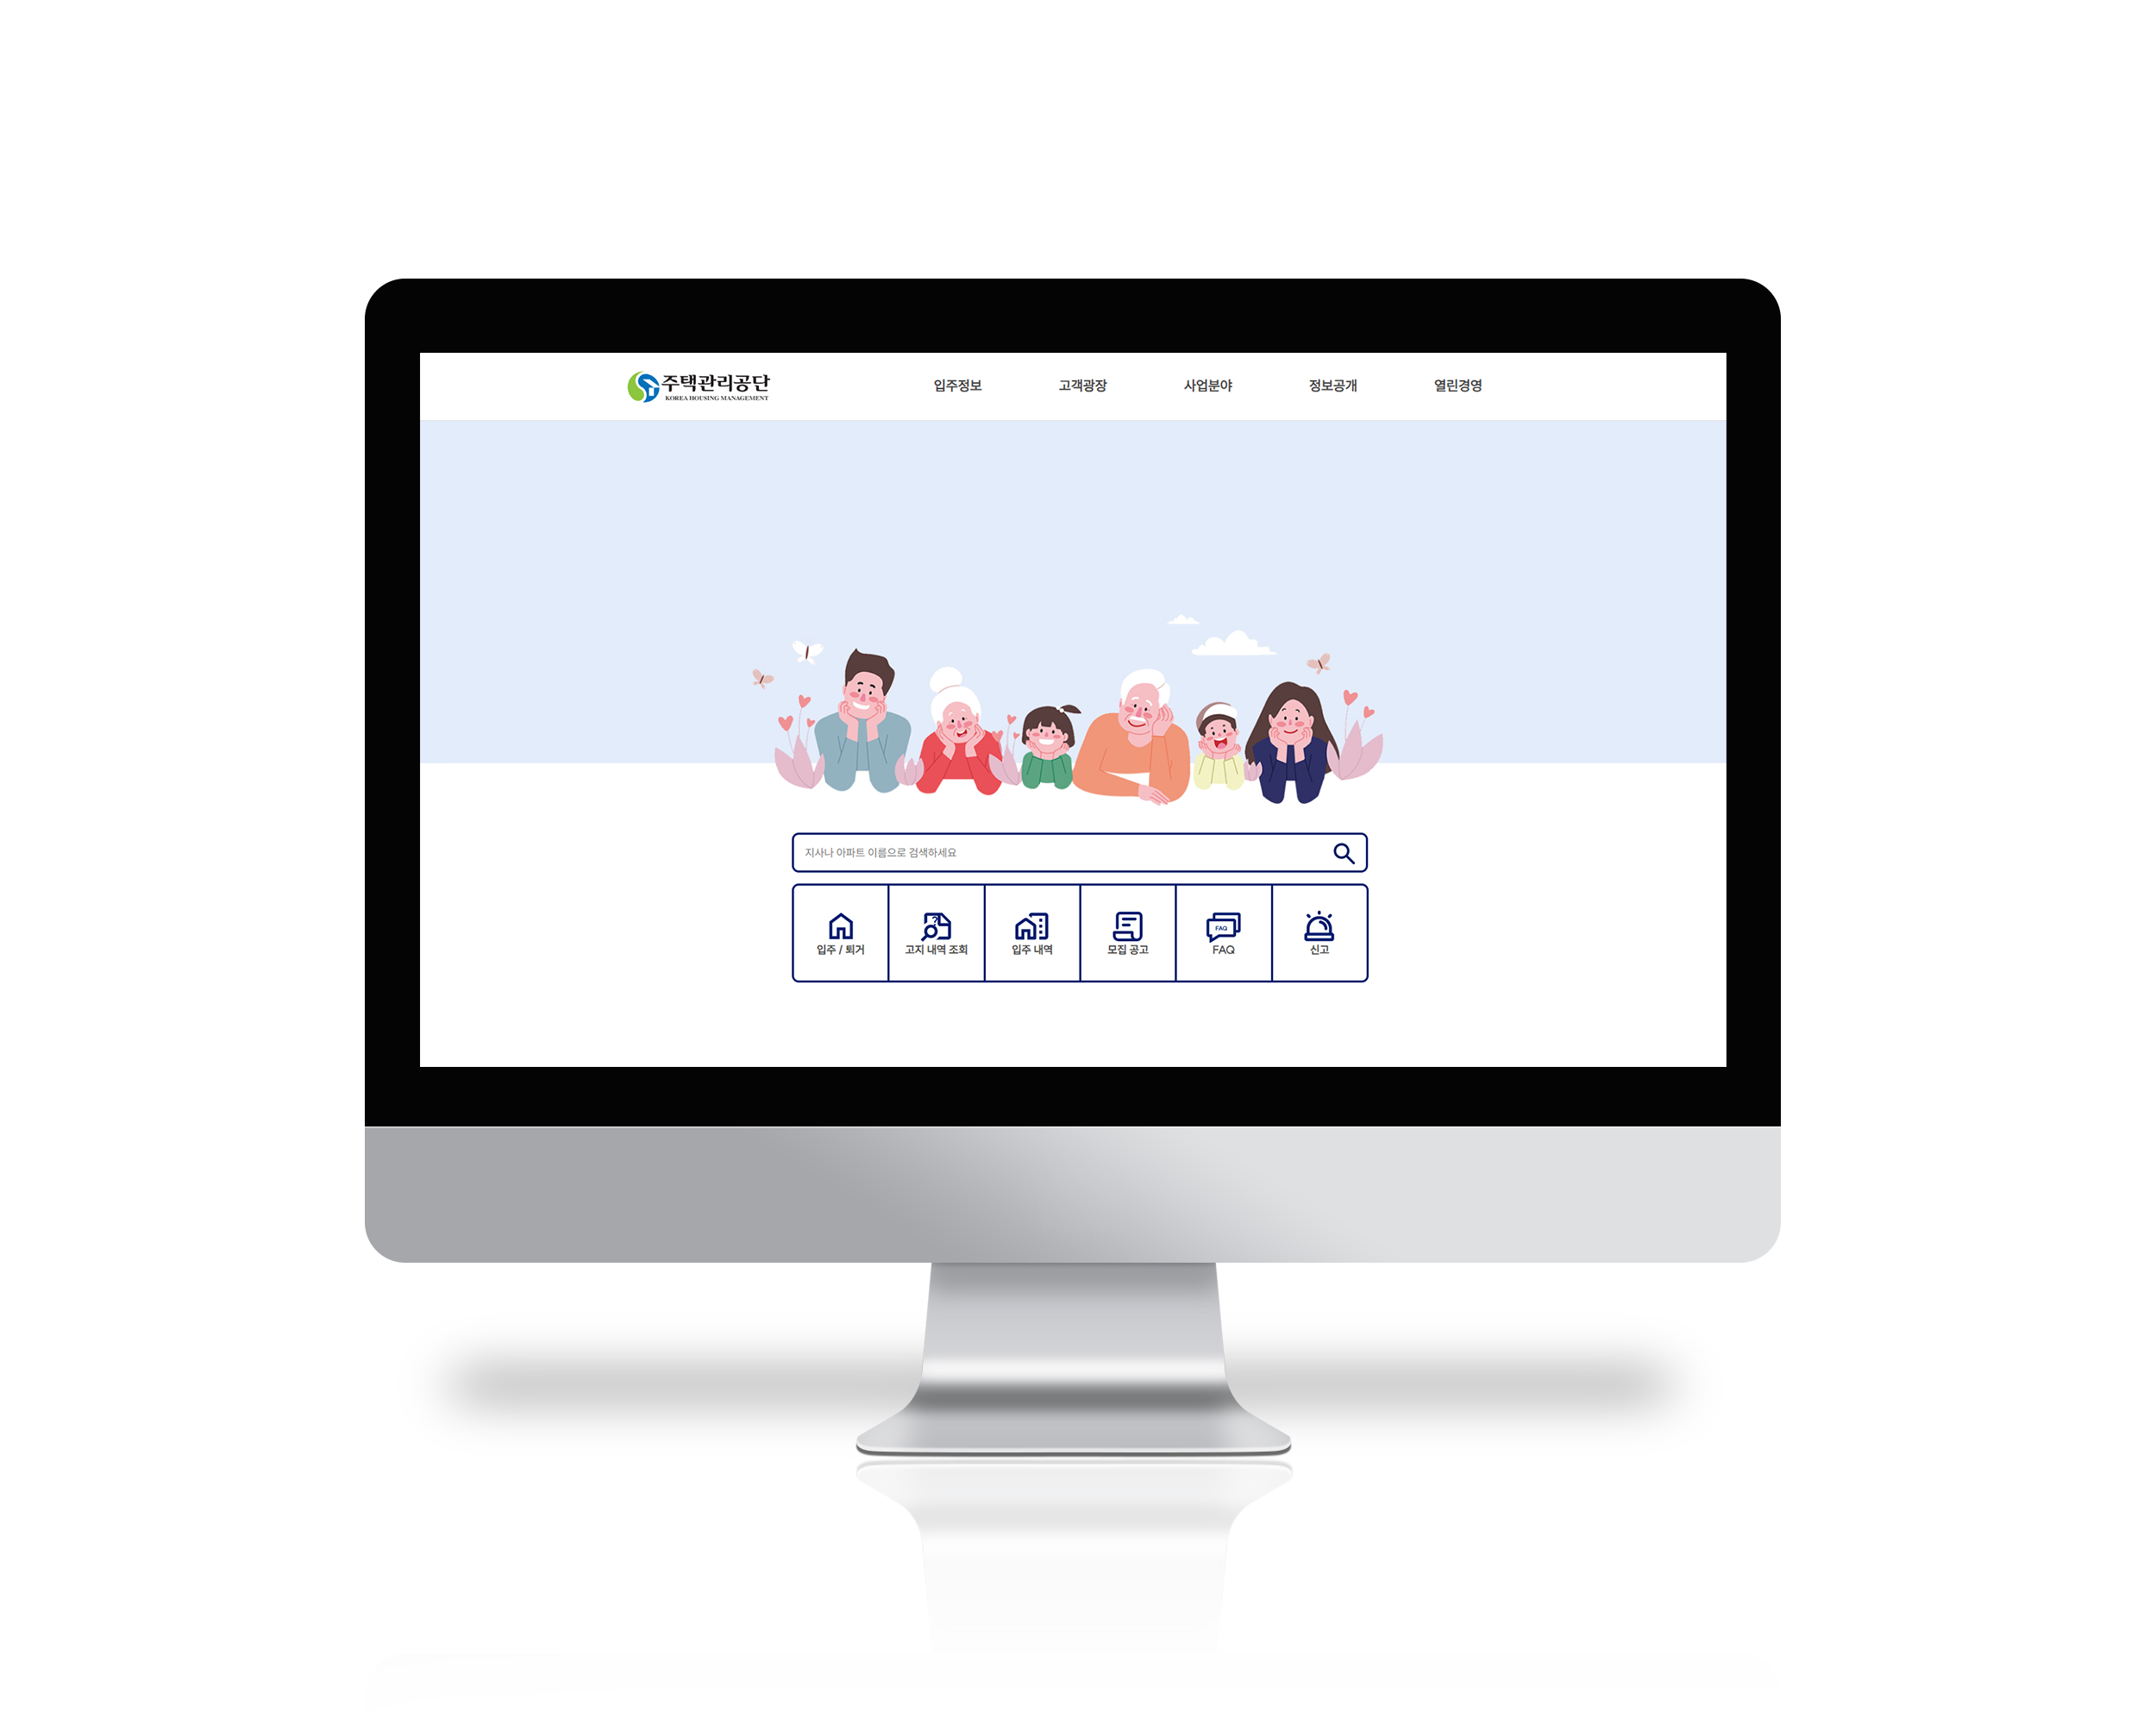 주택관리공단
KOREA HOUSING MANAGEMENT
입주정보 고객광장 사업분야 정보공개 열린경영
지사나 아파트 이름으로 검색하세요
FAQ
입주 / 퇴거 고지 내역 조회 입주 내역 모집 공고 FAQ 신고